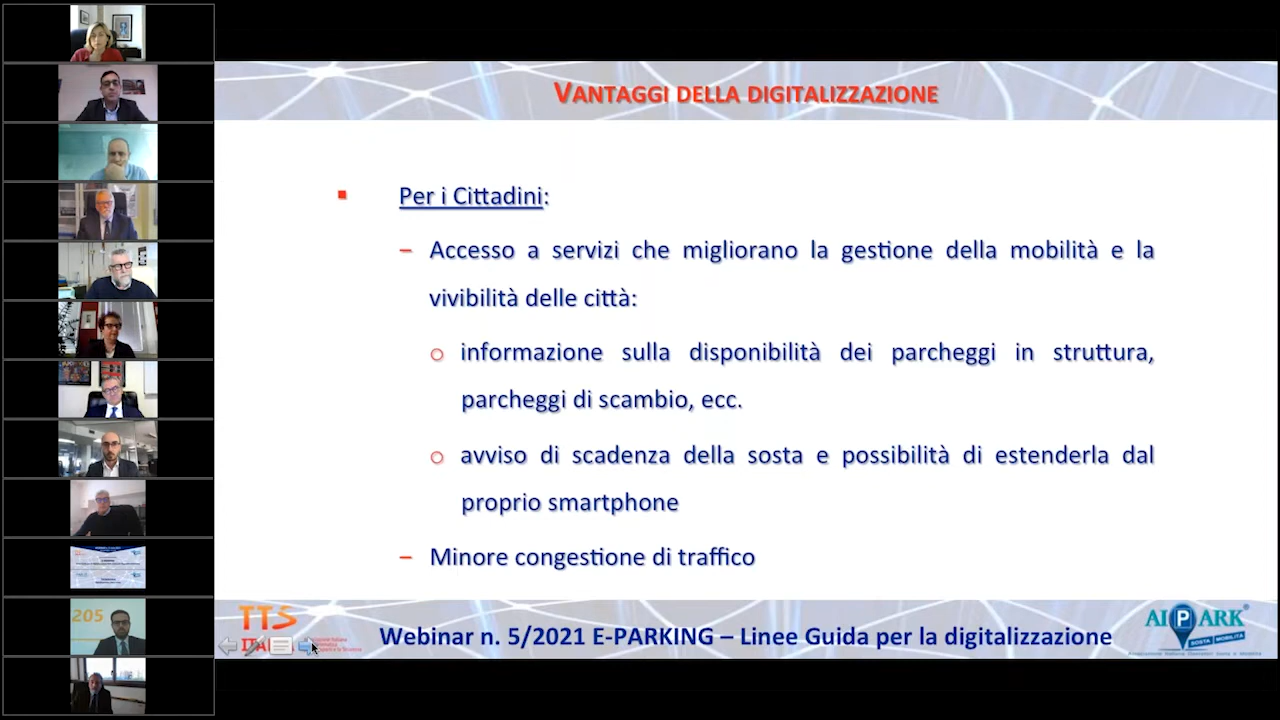 VANTAGGI DELLA DIGITALIZZAZIONE
Per i Cittadini:
– Accesso a servizi che migliorano la gestione della mobilità e la
vivibilità delle città:
o informazione sulla disponibilità dei parcheggi in struttura,
parcheggi di scambio, ecc.
o avviso di scadenza della sosta e possibilità di estenderla dal
proprio smartphone
– Minore congestione di traffico
205
TTS
Webinar n. 5/2021 E-PARKING – Linee Guida per la digitalizzazione
AIPARK
SOSTA MOBILITÀ